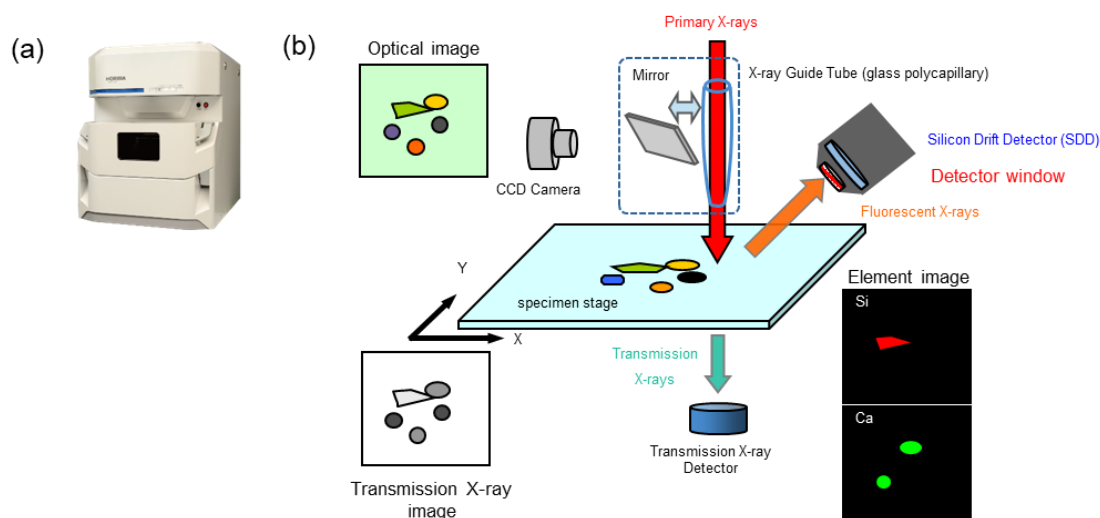 (a)
HORIBA
(b)
Optical image
CCD Camera
Primary X-rays
Mirror
X-ray Guide Tube (glass polycapillary)
Silicon Drift Detector (SDD)
Detector window
Fluorescent X-rays
Y
X
specimen stage
Transmission
X-rays
Transmission X-ray
Detector
Transmission X-ray
image
Element image
Si
Ca